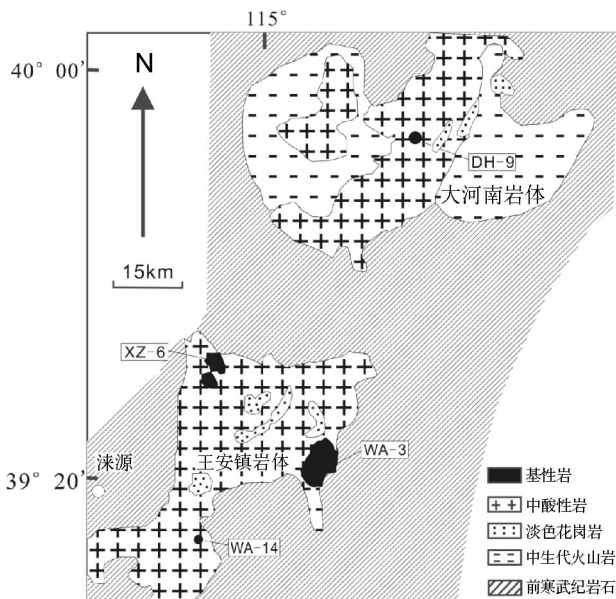 115°
40° 00'
N
DH-9
大河南岩体
15km
XZ-6
WA-3
涞源
王安镇岩体
39° 20'
WA-14
基性岩
中酸性岩
淡色花岗岩
中生代火山岩
前寒武纪岩石